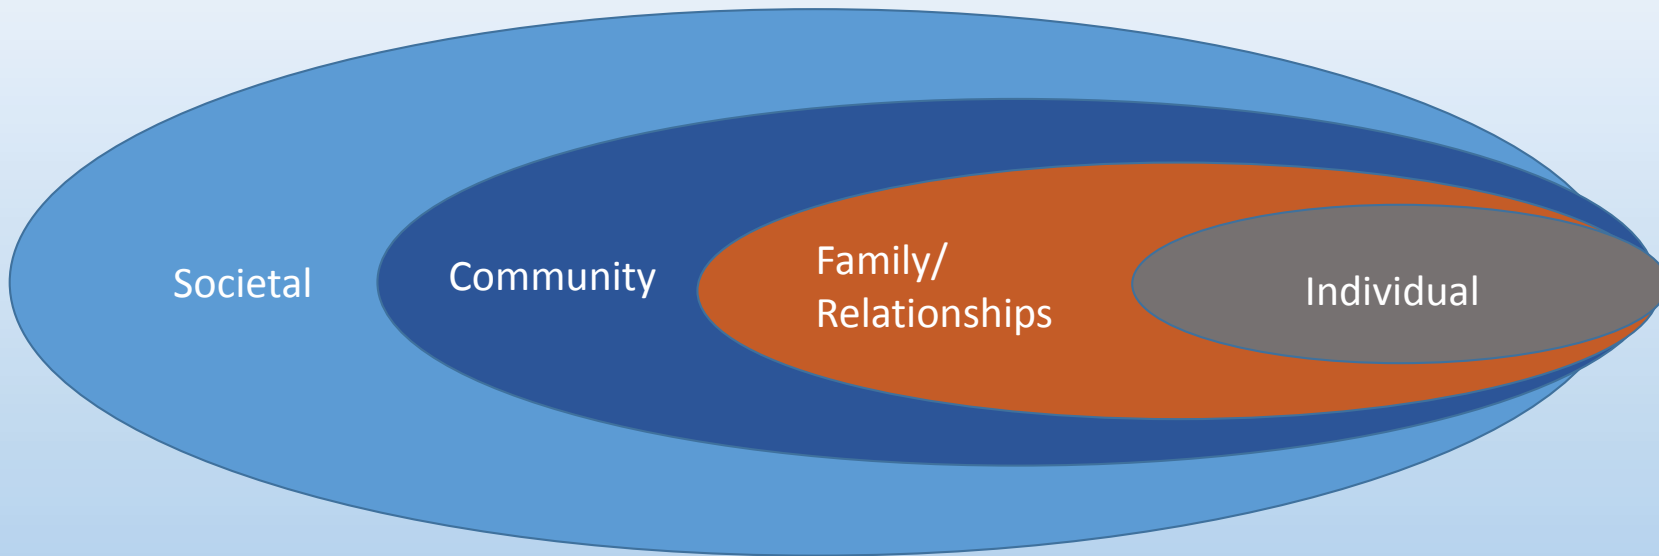 Societal
Community
Family/
Relationships
Individual